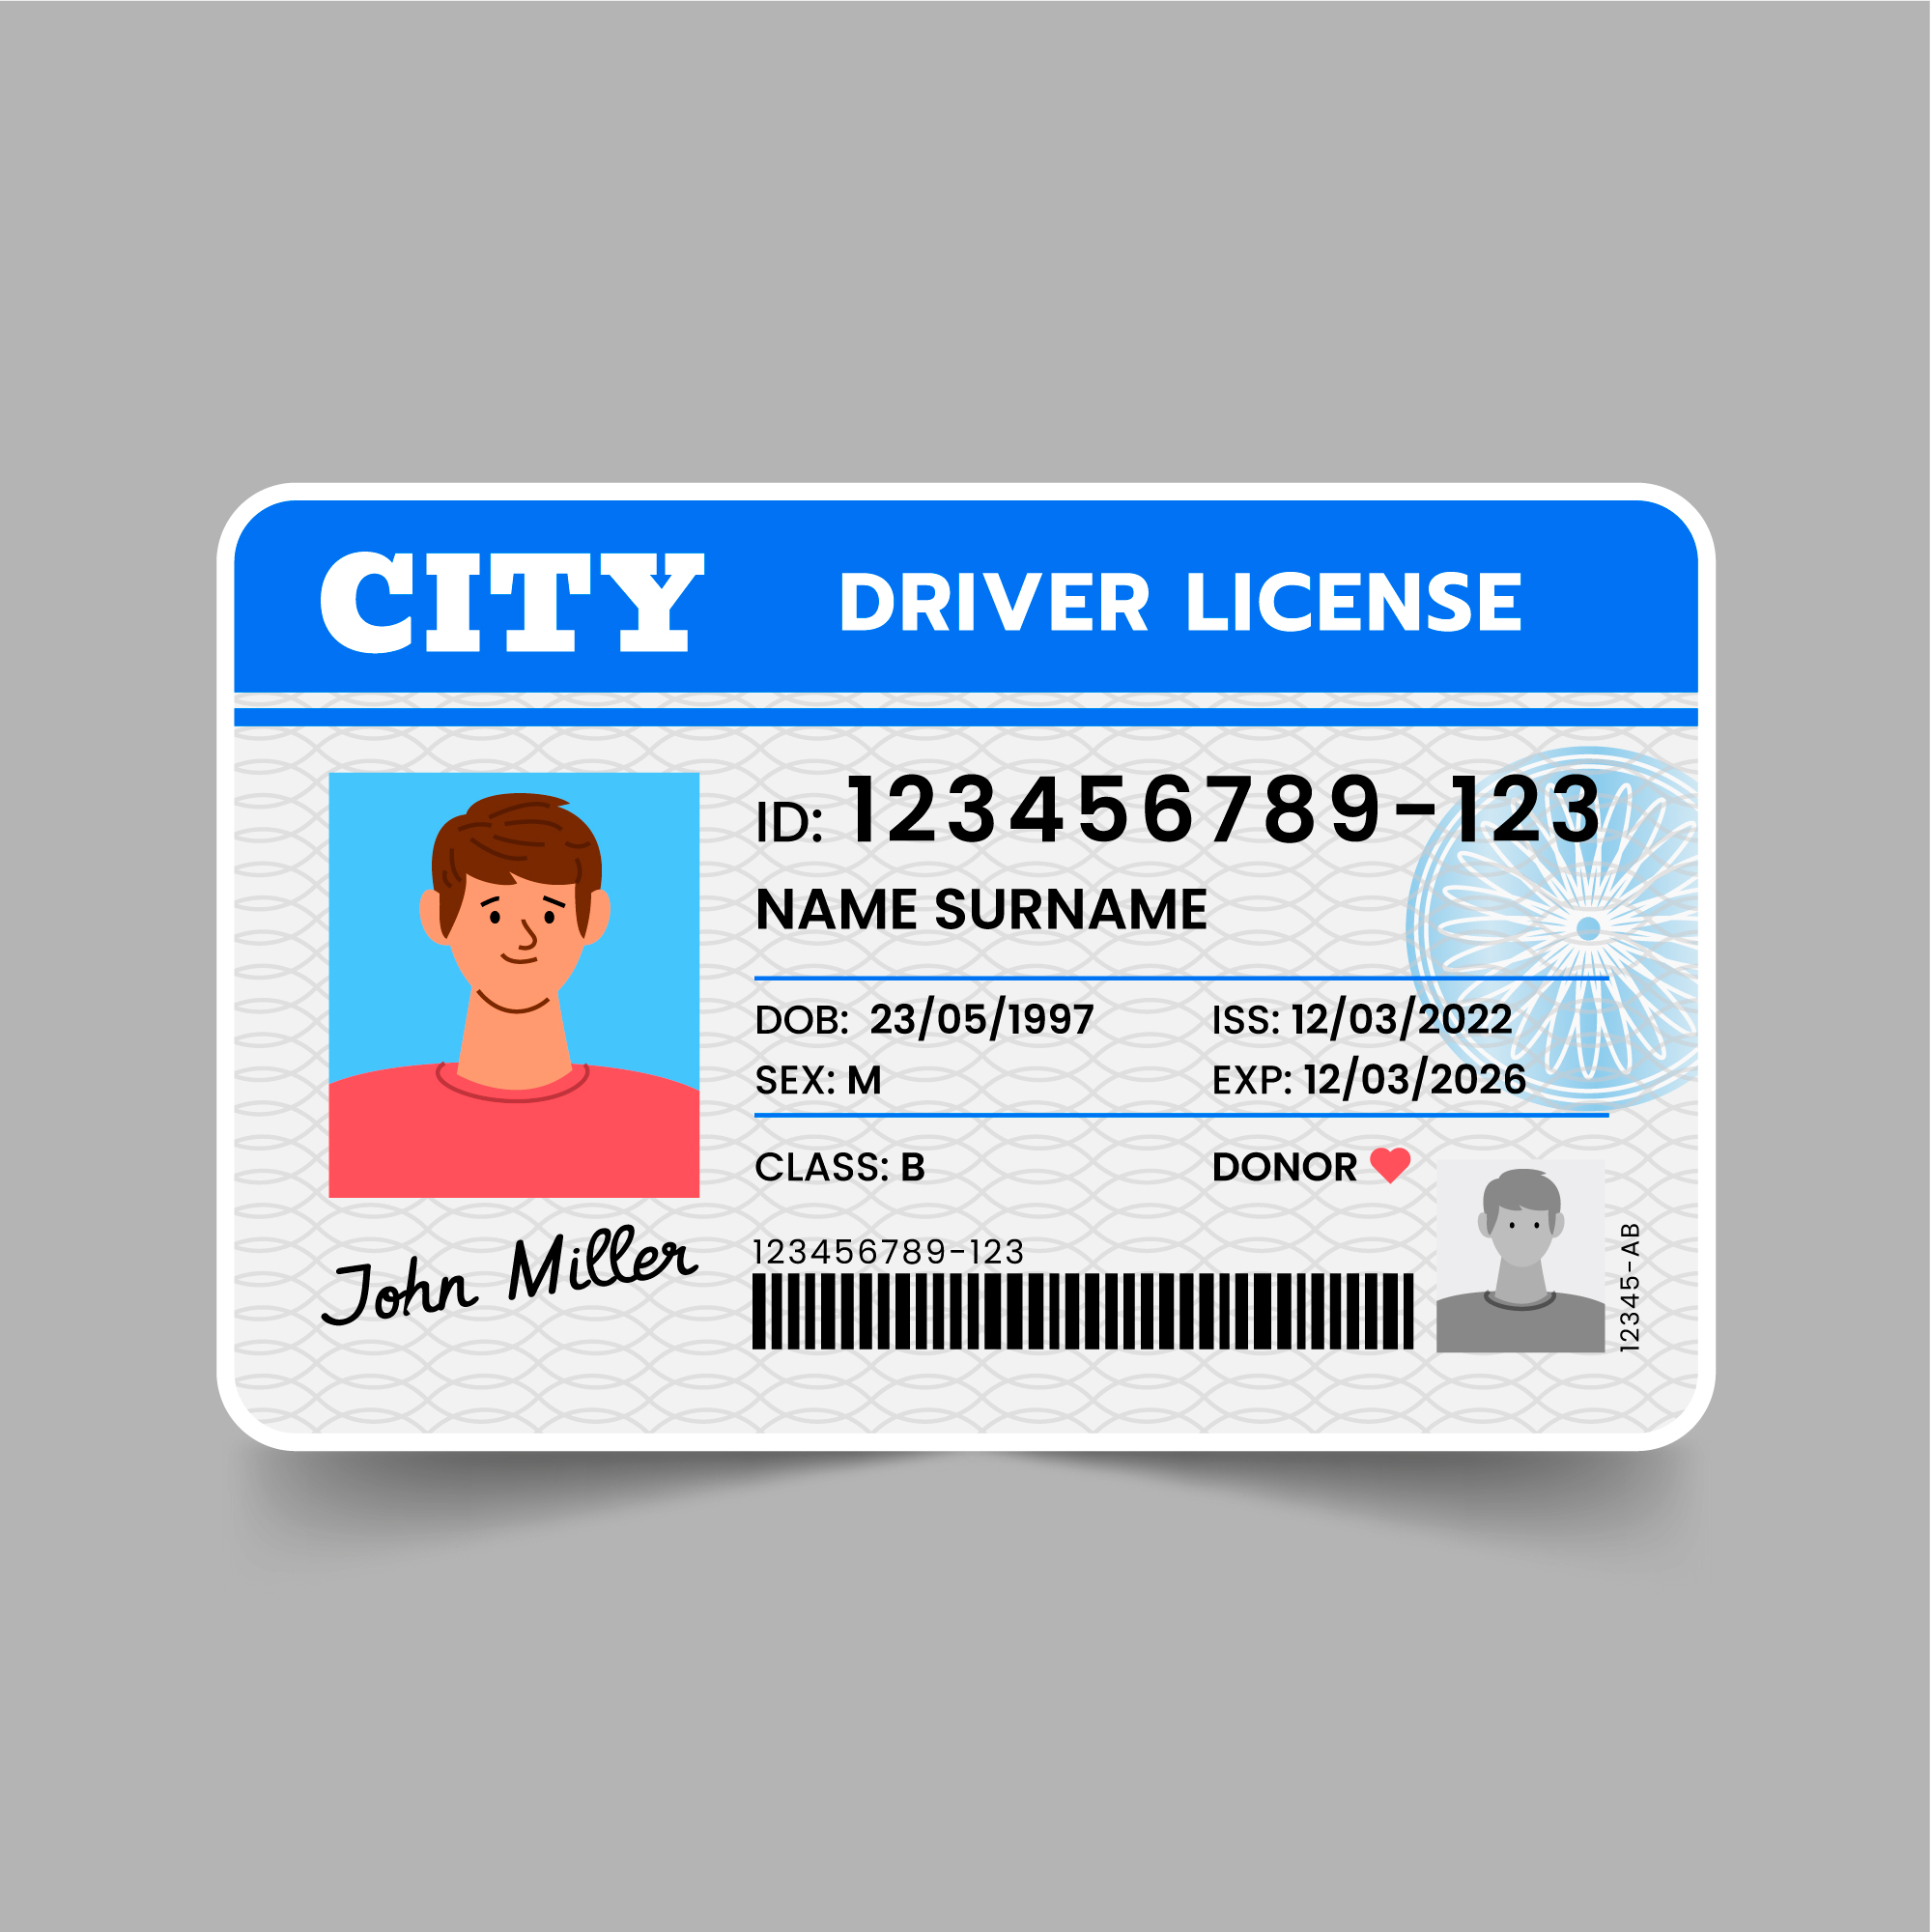 CITY DRIVER LICENSE
ID: 123456789-123
NAME SURNAME
DOB: 23/05/1997 ISS: 12/03/2022
SEX: M EXP: 12/03/2026
CLASS: B DONOR
John Miller
123456789-123
12345-AB